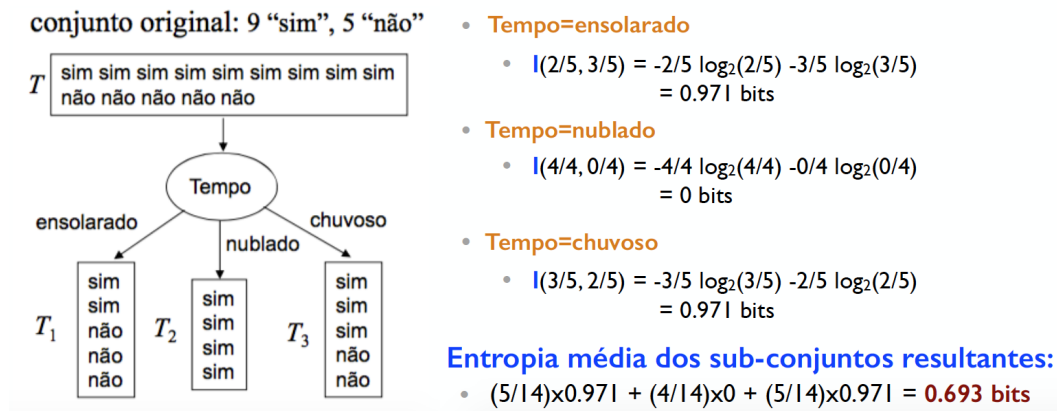 conjunto original: 9 “sim”, 5 “não”
T
sim sim sim sim sim sim sim sim sim
não não não não não
Tempo
ensolarado
nublado
chuvoso
T1
sim
sim
não
não
não
T2
sim
sim
sim
sim
T3
sim
sim
sim
não
não
• Tempo=ensolarado
• I(2/5, 3/5) = -2/5 log₂(2/5) -3/5 log₂(3/5)
= 0.971 bits
• Tempo=nublado
• I(4/4, 0/4) = -4/4 log₂(4/4) -0/4 log₂(0/4)
= 0 bits
• Tempo=chuvoso
• I(3/5, 2/5) = -3/5 log₂(3/5) -2/5 log₂(2/5)
= 0.971 bits
Entropia média dos sub-conjuntos resultantes:
• (5/14)x0.971 + (4/14)x0 + (5/14)x0.971 = 0.693 bits